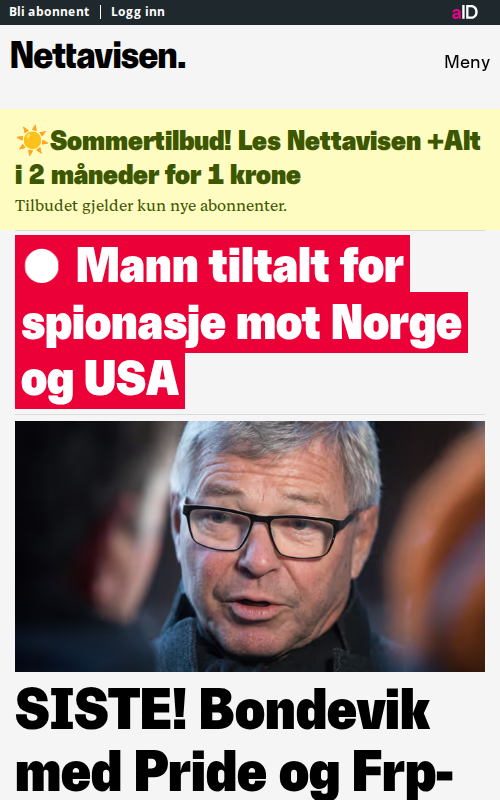 Bli abonnent
Logg inn
aID
Nettavisen.
Meny
Sommertilbud! Les Nettavisen +Alt
i 2 måneder for 1 krone
Tilbudet gjelder kun nye abonnenter.
Mann tiltalt for
spionasje mot Norge
og USA
SISTE! Bondevik
med Pride og Frp-